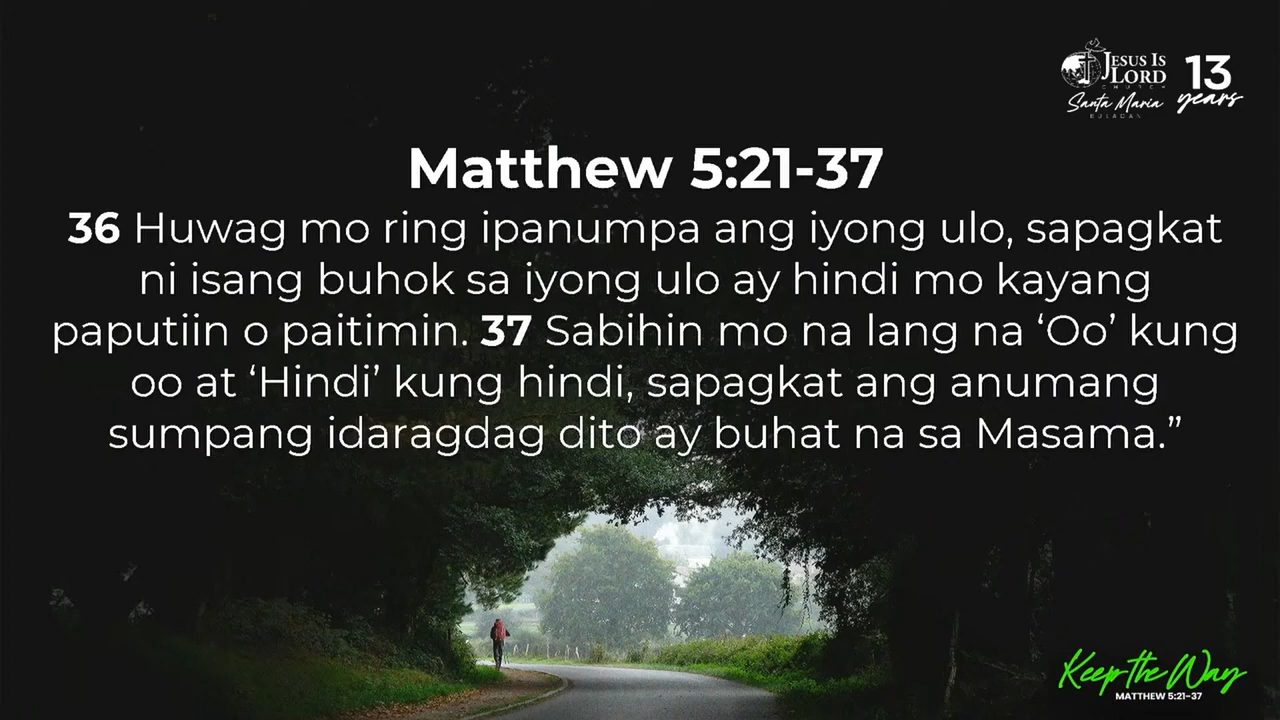 JESUS IS
LORD
CHURCH
Santa Maria
BULACAN
13
years
Matthew 5:21-37
36 Huwag mo ring ipanumpa ang iyong ulo, sapagkat
ni isang buhok sa iyong ulo ay hindi mo kayang
paputiin o paitimin. 37 Sabihin mo na lang na ‘Oo’ kung
oo at ‘Hindi’ kung hindi, sapagkat ang anumang
sumpang idaragdag dito ay buhat na sa Masama.”
Keep the Way
MATTHEW 5:21-37